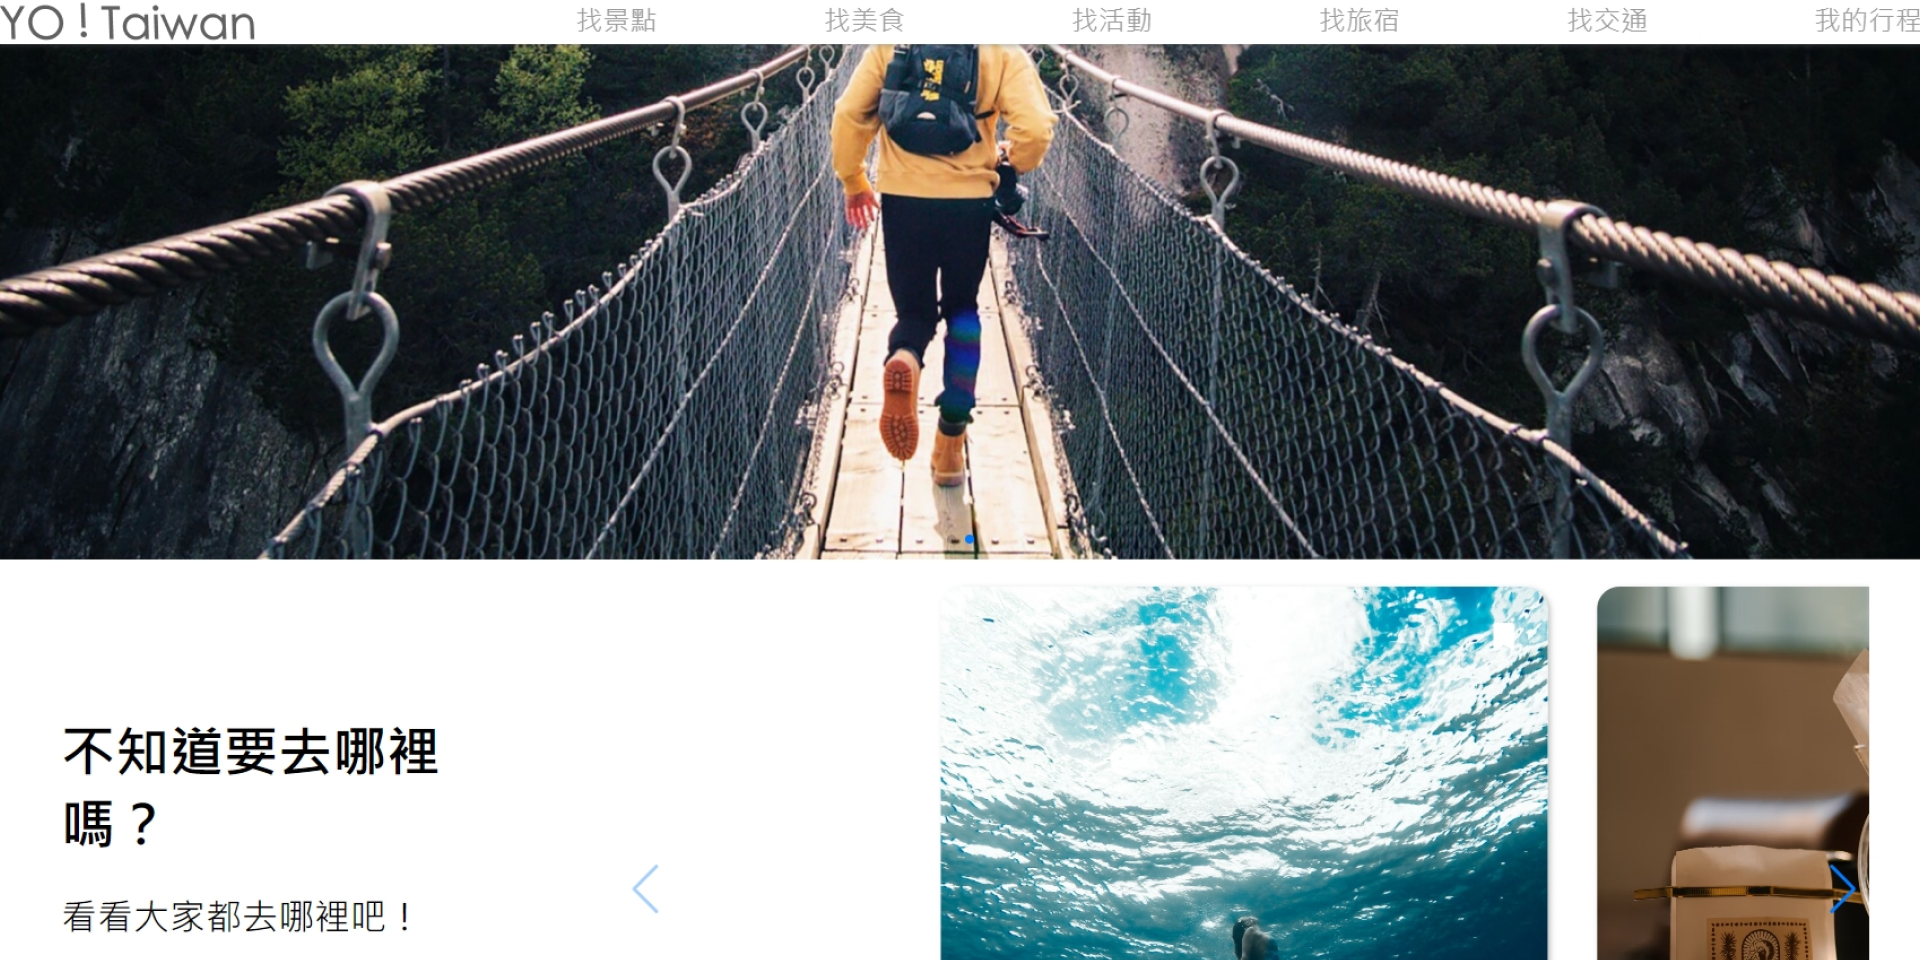 YO！Taiwan
找景點
找美食
找活動
找旅宿
找交通
我的行程
不知道要去哪裡
嗎？
看看大家都去哪裡吧！